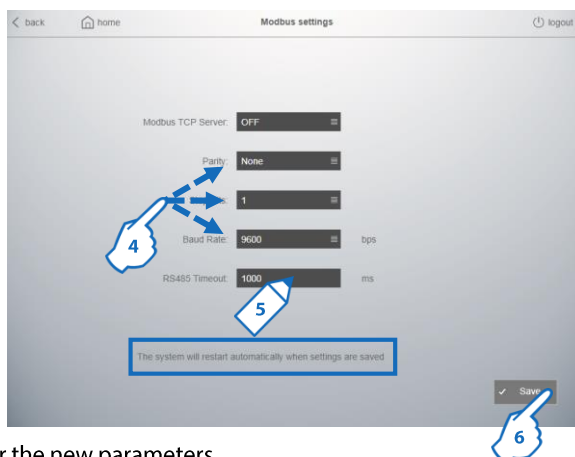 back home Modbus settings logout
Modbus TCP Server: OFF
Parity: None
1
4
Baud Rate: 9600 bps
RS485 Timeout: 1000 ms
5
The system will restart automatically when settings are saved
Save
6
the new parameters